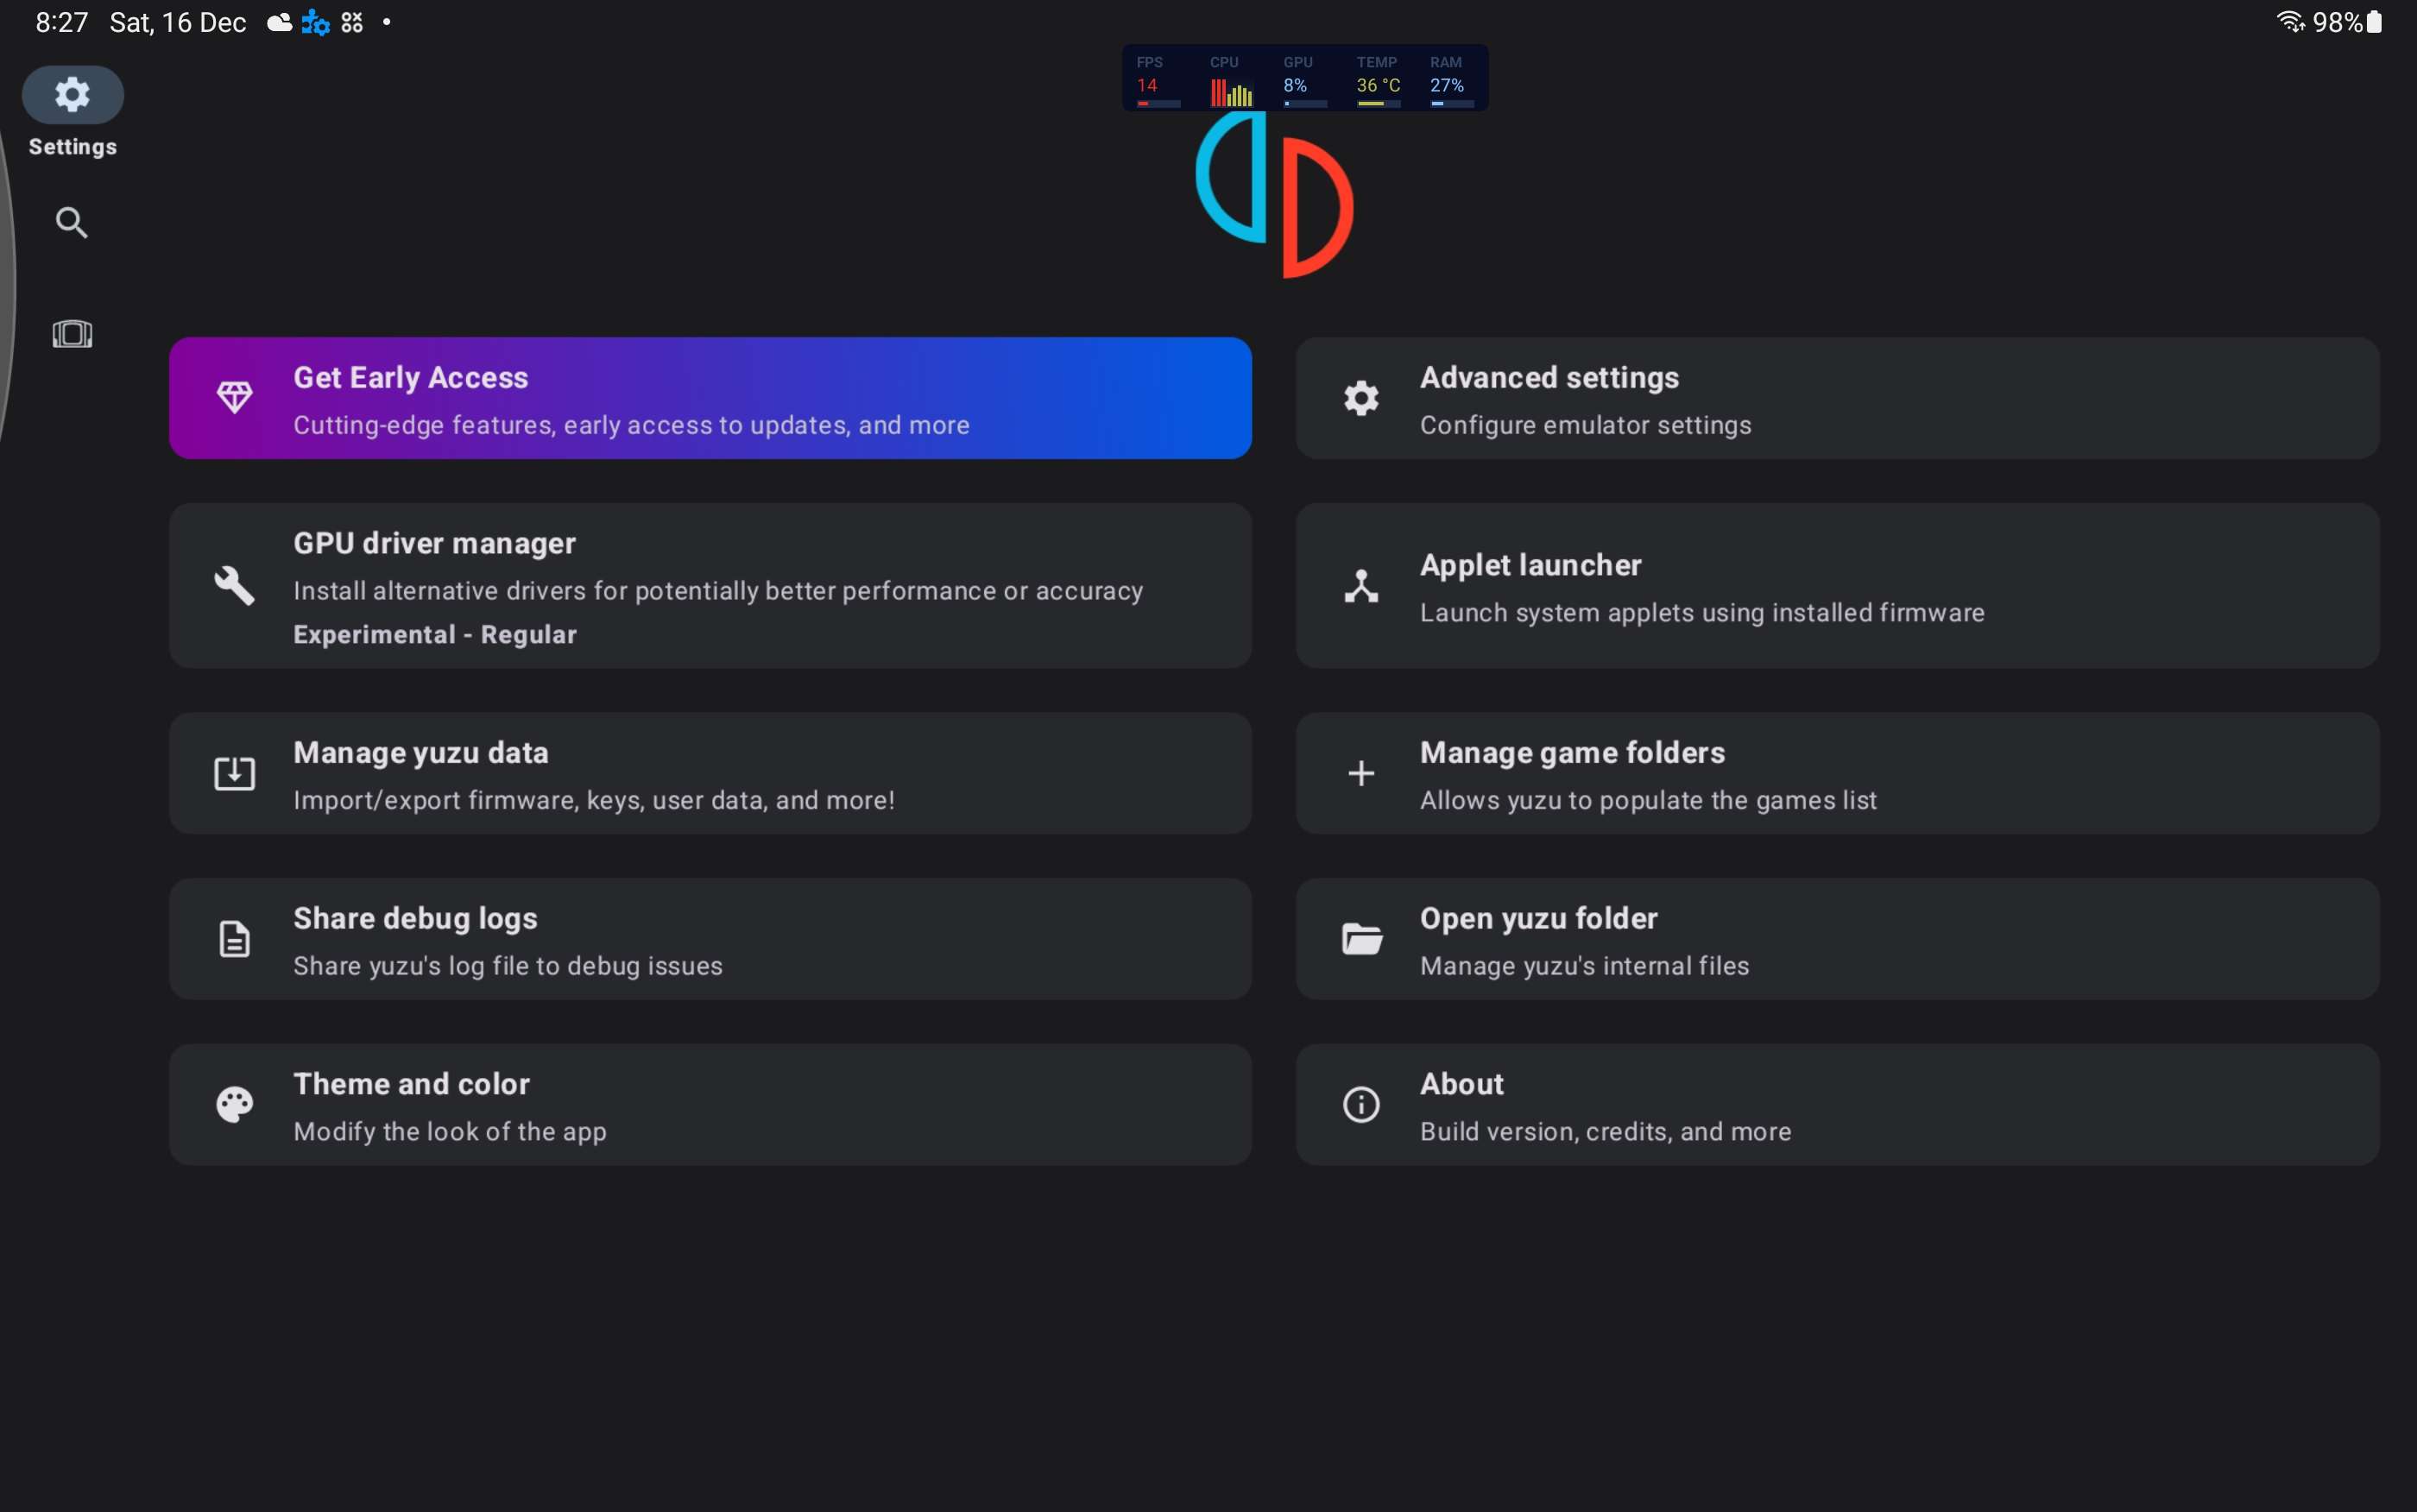 8:27 Sat, 16 Dec
98%
FPS CPU GPU TEMP RAM
14 8% 36 °C 27%
Settings
Get Early Access
Cutting-edge features, early access to updates, and more
Advanced settings
Configure emulator settings
GPU driver manager
Install alternative drivers for potentially better performance or accuracy
Experimental - Regular
Applet launcher
Launch system applets using installed firmware
Manage yuzu data
Import/export firmware, keys, user data, and more!
Manage game folders
Allows yuzu to populate the games list
Share debug logs
Share yuzu's log file to debug issues
Open yuzu folder
Manage yuzu's internal files
Theme and color
Modify the look of the app
About
Build version, credits, and more